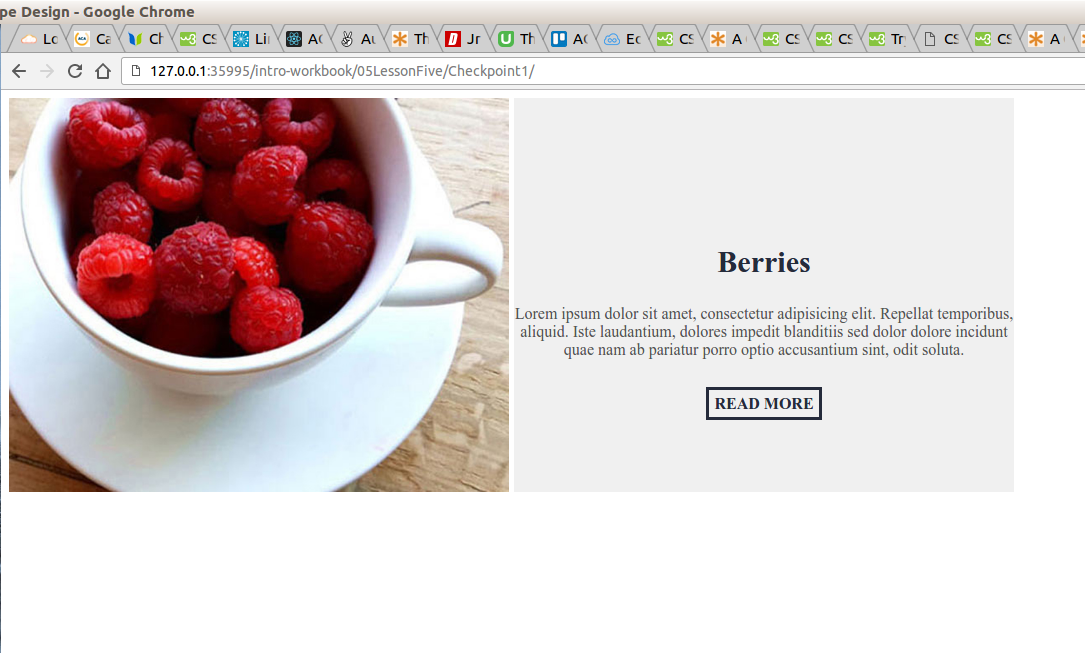 pe Design - Google Chrome
Lo Ca Ch CS Lin AC Au Th Jr Th AC Ec CS A CS CS Try CS CS A
127.0.0.1:35995/intro-workbook/05LessonFive/Checkpoint1/
Berries
Lorem ipsum dolor sit amet, consectetur adipisicing elit. Repellat temporibus,
aliquid. Iste laudantium, dolores impedit blanditiis sed dolor dolore incidunt
quae nam ab pariatur porro optio accusantium sint, odit soluta.
READ MORE